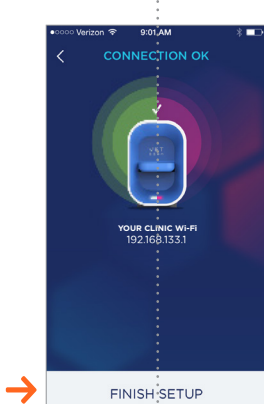 Verizon 9:01 AM
CONNECTION OK
YOUR CLINIC Wi-Fi
192.168.133.1
FINISH SETUP